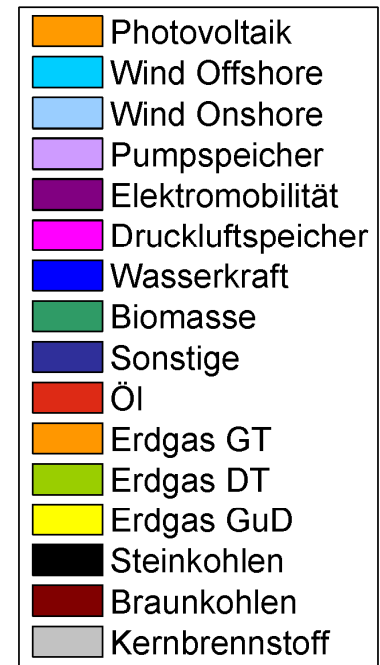 Photovoltaik
Wind Offshore
Wind Onshore
Pumpspeicher
Elektromobilität
Druckluftspeicher
Wasserkraft
Biomasse
Sonstige
Öl
Erdgas GT
Erdgas DT
Erdgas GuD
Steinkohlen
Braunkohlen
Kernbrennstoff